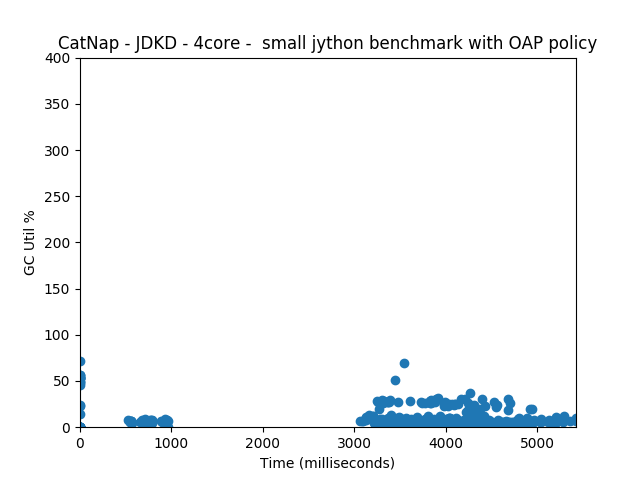 CatNap - JDKD - 4core -  small jython benchmark with OAP policy
400
350
300
250
200
150
100
50
0
GC Util %
0 1000 2000 3000 4000 5000
Time (milliseconds)